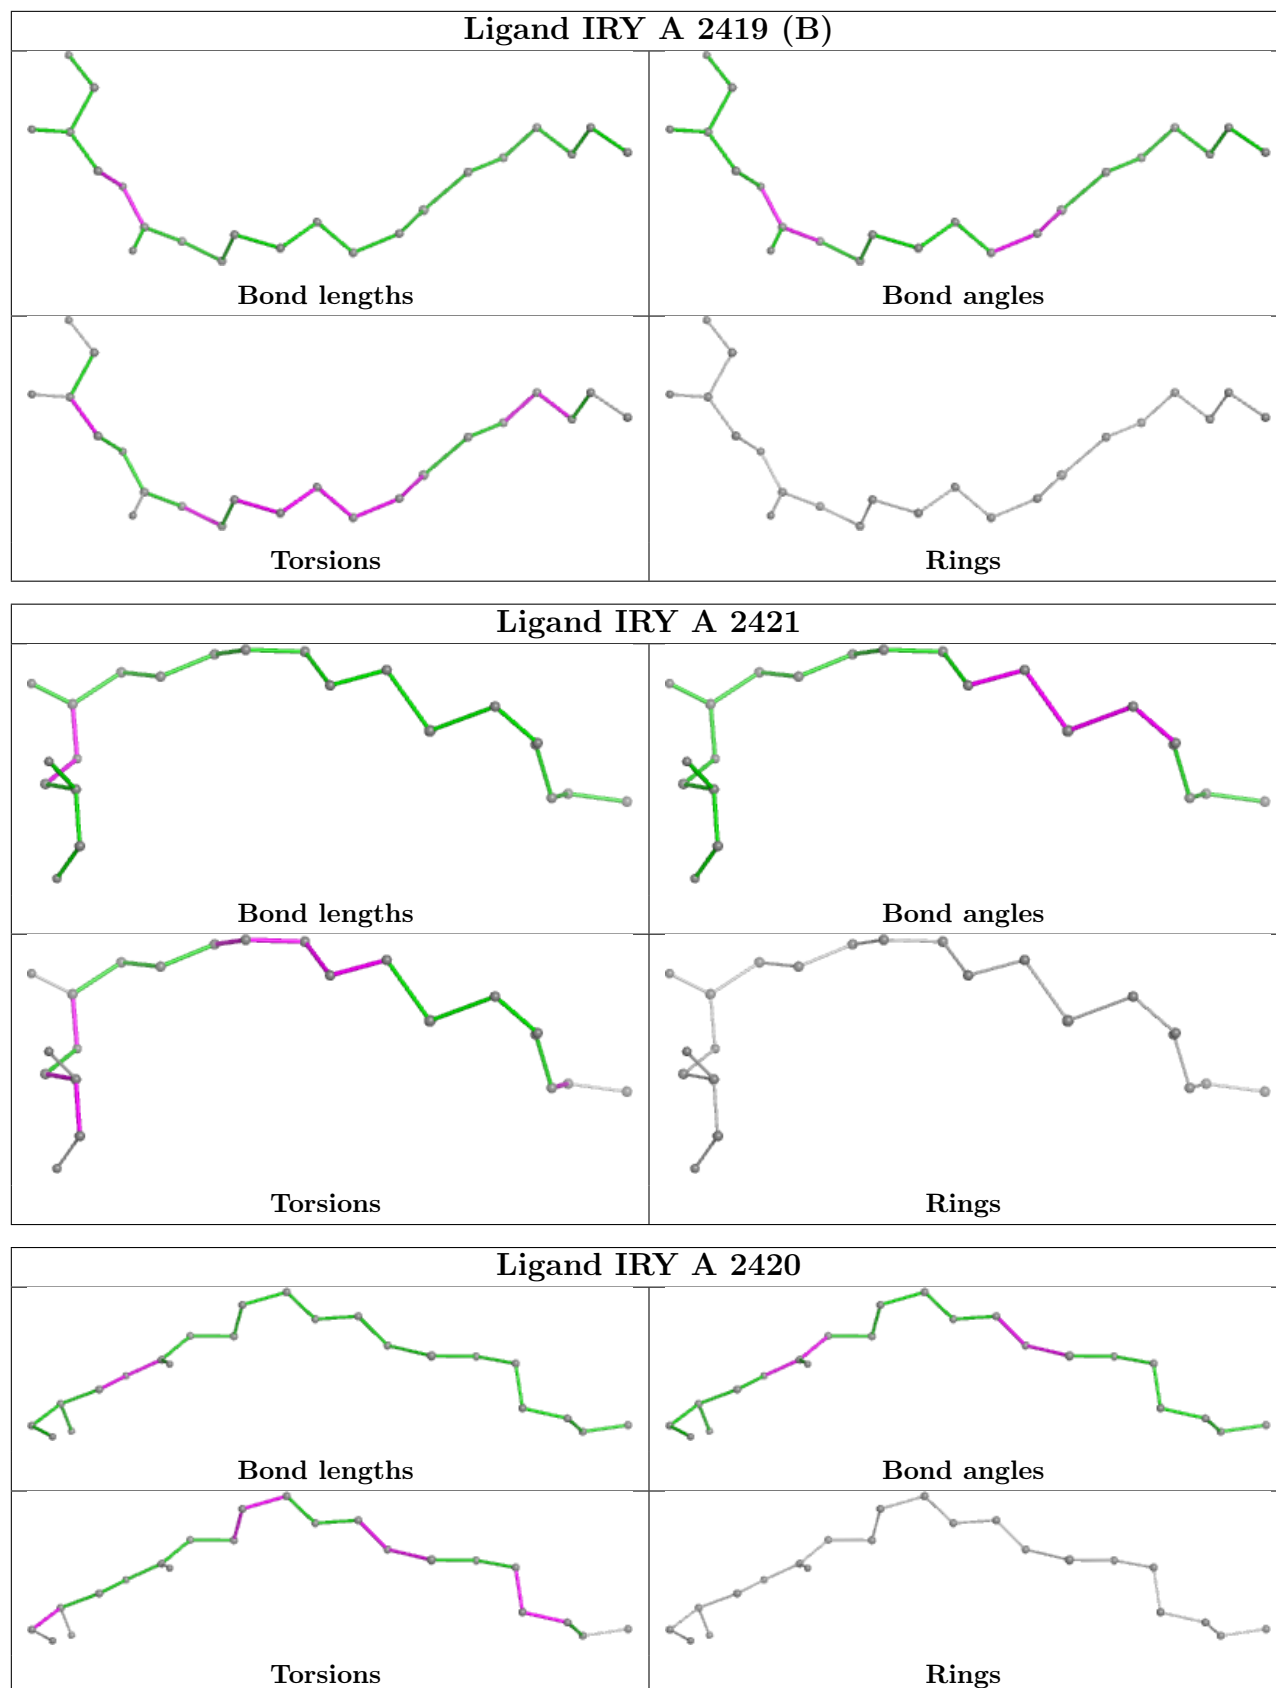 Ligand IRY A 2419 (B)
Bond lengths
Bond angles
Torsions
Rings
Ligand IRY A 2421
Bond lengths
Bond angles
Torsions
Rings
Ligand IRY A 2420
Bond lengths
Bond angles
Torsions
Rings